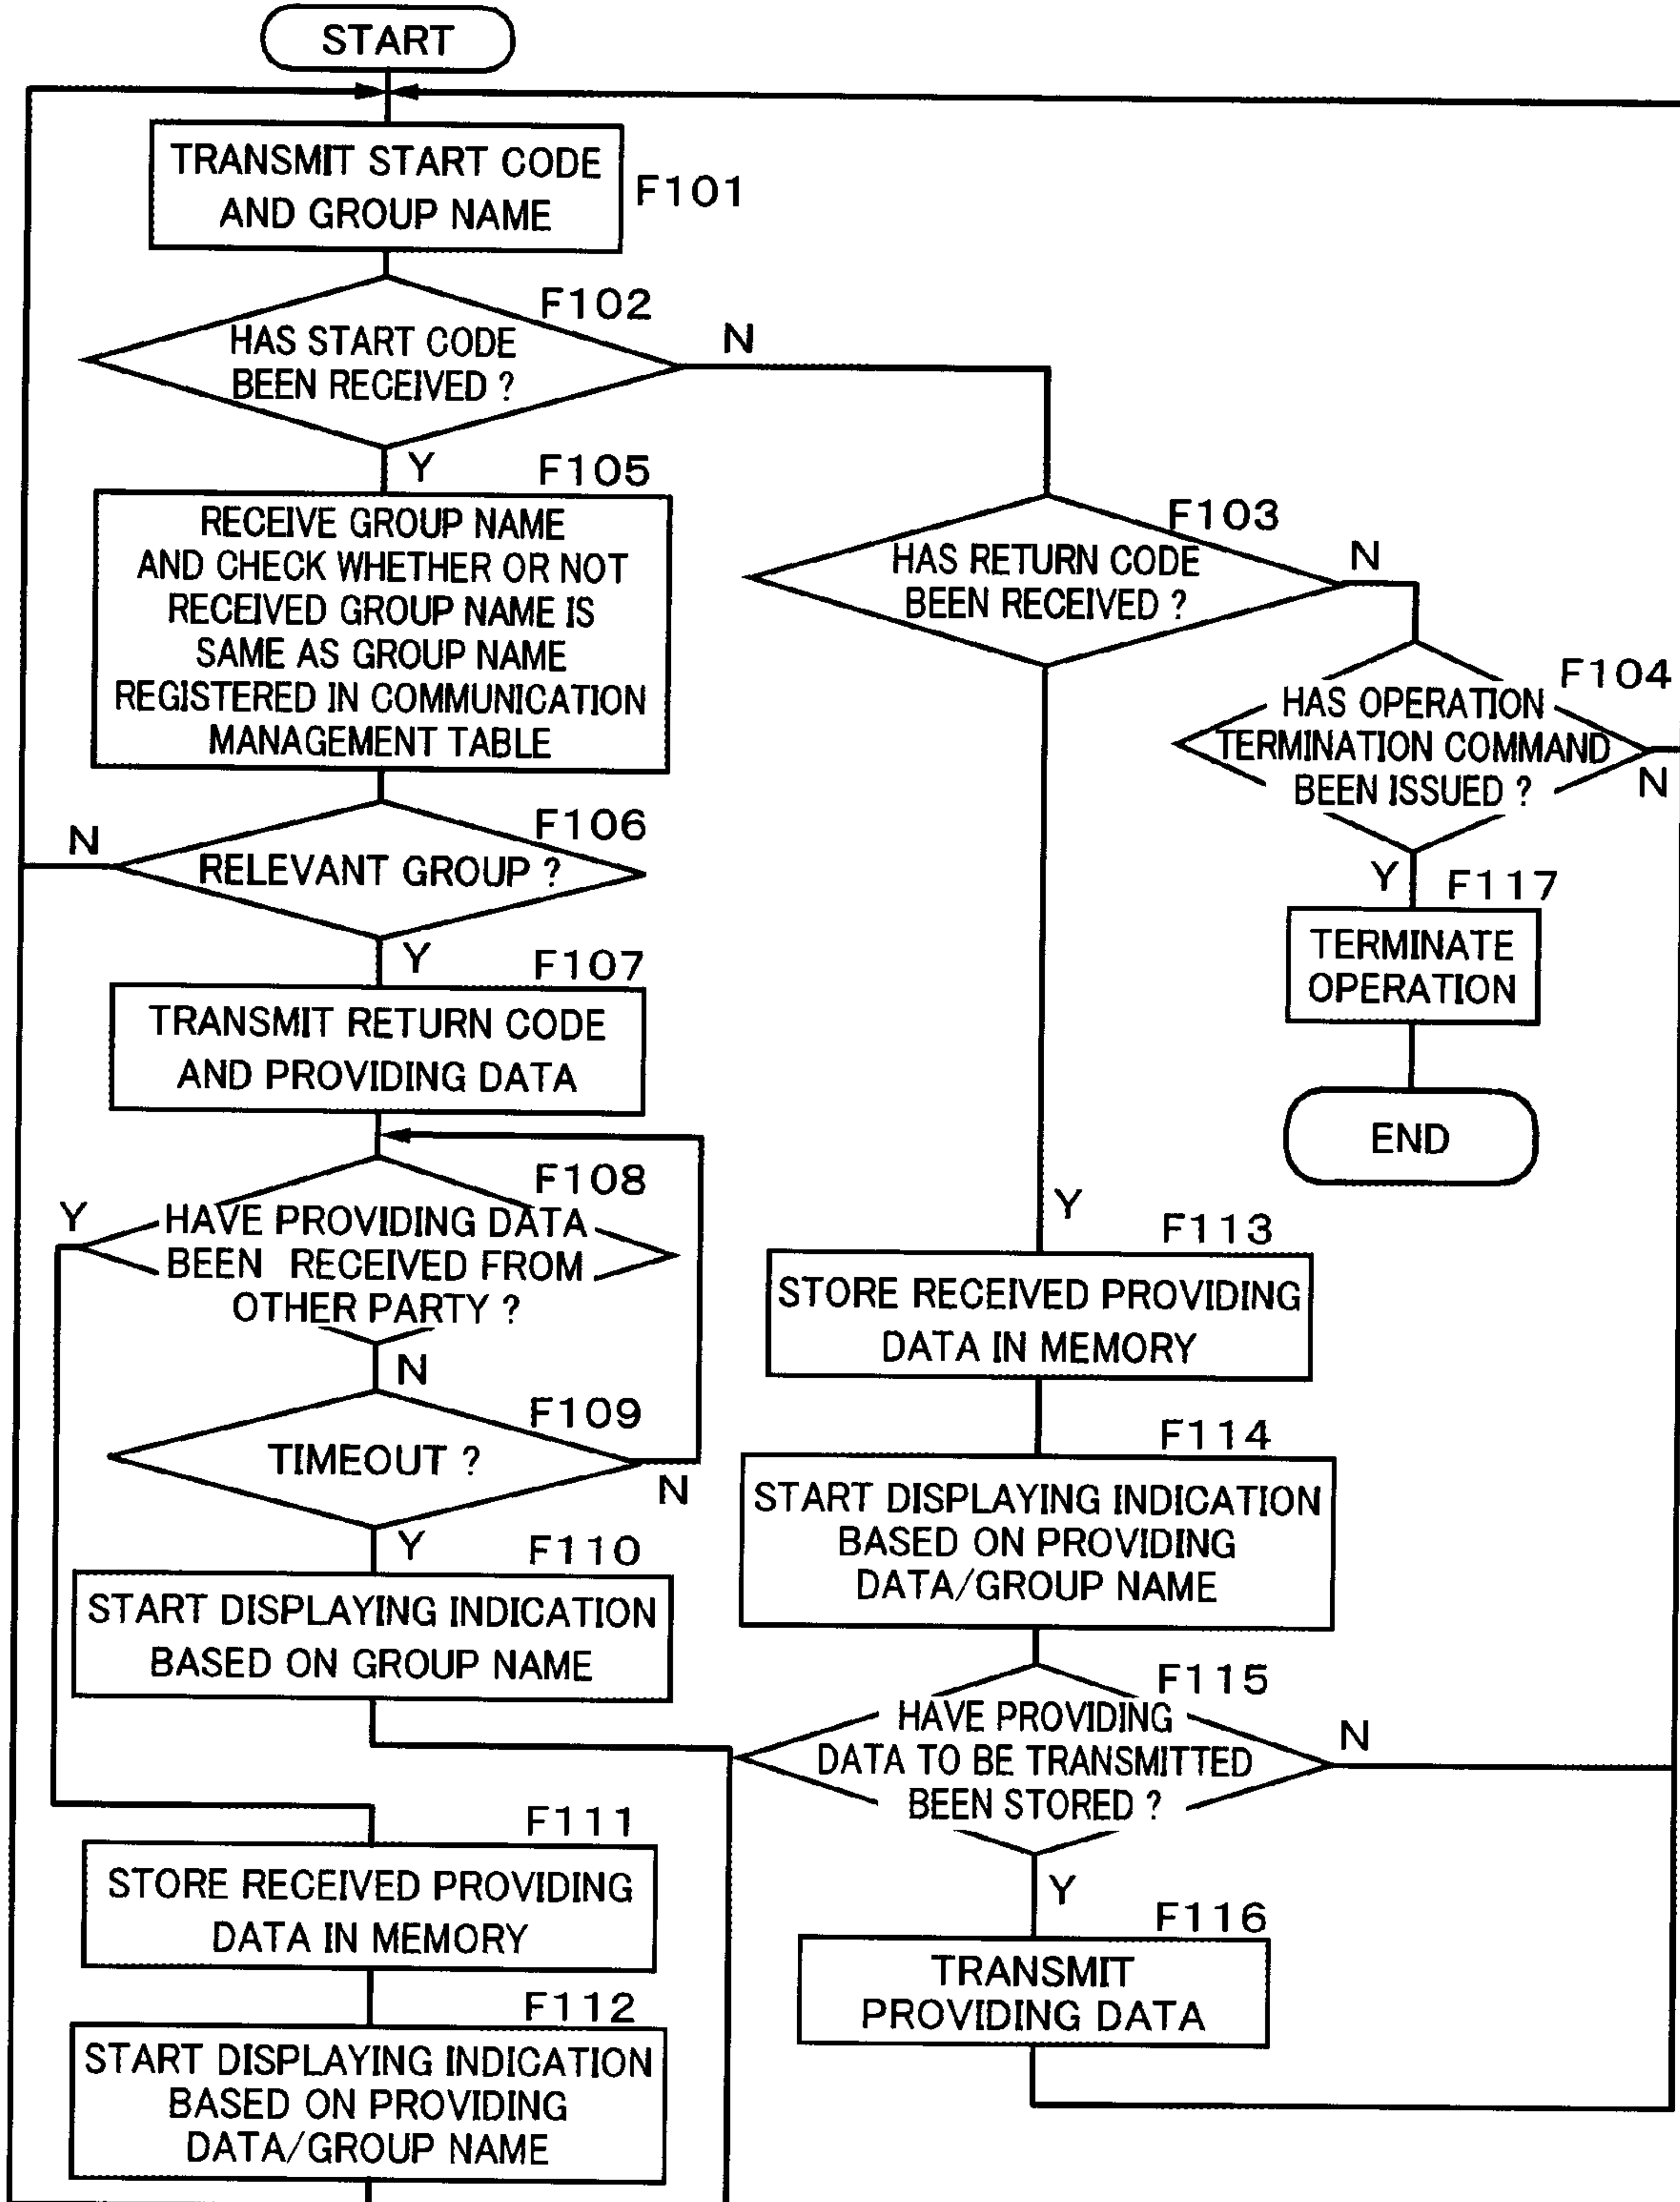 START
TRANSMIT START CODE
AND GROUP NAME
F101
F102
HAS START CODE
BEEN RECEIVED ?
N
Y
F105
RECEIVE GROUP NAME
AND CHECK WHETHER OR NOT
RECEIVED GROUP NAME IS
SAME AS GROUP NAME
REGISTERED IN COMMUNICATION
MANAGEMENT TABLE
F106
N
RELEVANT GROUP ?
Y
F107
TRANSMIT RETURN CODE
AND PROVIDING DATA
F108
Y
HAVE PROVIDING DATA
BEEN RECEIVED FROM
OTHER PARTY ?
N
F109
TIMEOUT ?
N
Y
F110
START DISPLAYING INDICATION
BASED ON GROUP NAME
F111
STORE RECEIVED PROVIDING
DATA IN MEMORY
F112
START DISPLAYING INDICATION
BASED ON PROVIDING
DATA/GROUP NAME
F103
HAS RETURN CODE
BEEN RECEIVED ?
N
Y
F104
HAS OPERATION
TERMINATION COMMAND
BEEN ISSUED ?
N
Y
F117
TERMINATE
OPERATION
END
F113
STORE RECEIVED PROVIDING
DATA IN MEMORY
F114
START DISPLAYING INDICATION
BASED ON PROVIDING
DATA/GROUP NAME
F115
HAVE PROVIDING
DATA TO BE TRANSMITTED
BEEN STORED ?
N
Y
F116
TRANSMIT
PROVIDING DATA